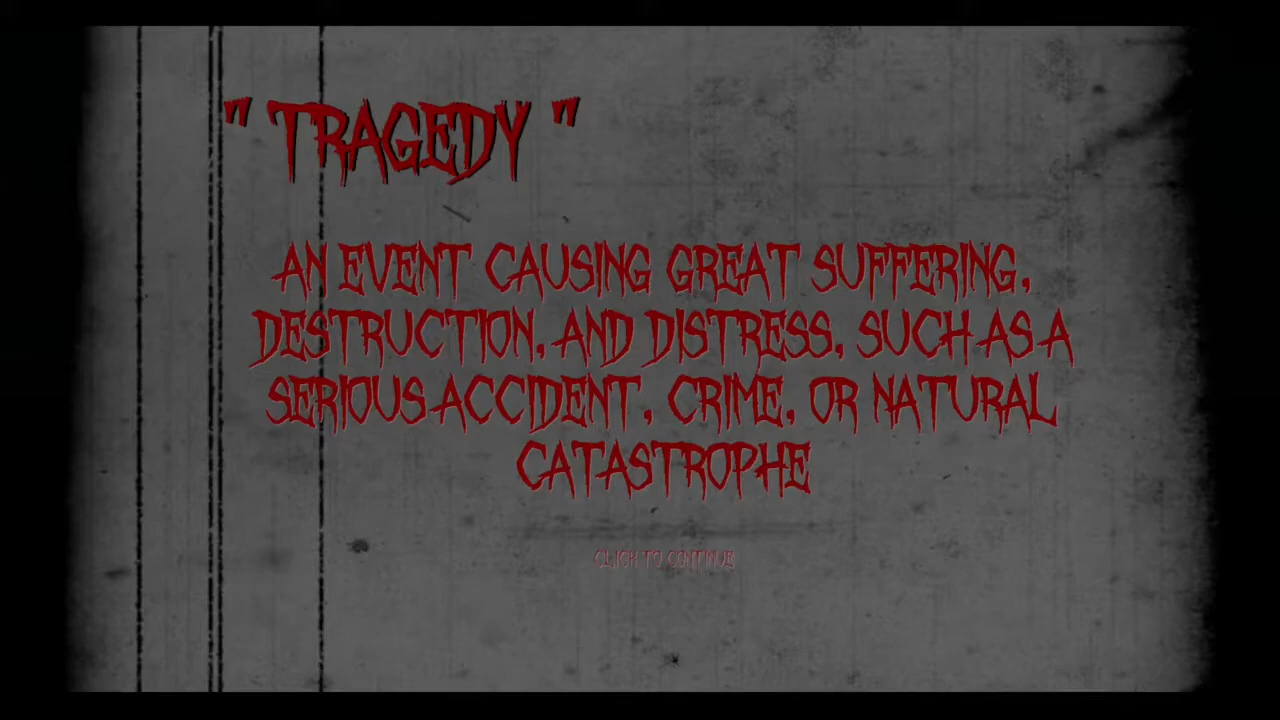 " TRAGEDY "
AN EVENT CAUSING GREAT SUFFERING,
DESTRUCTION, AND DISTRESS, SUCH AS A
SERIOUS ACCIDENT, CRIME, OR NATURAL
CATASTROPHE
CLICK TO CONTINUE